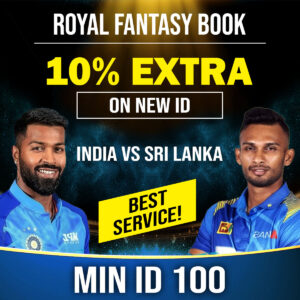 ROYAL FANTASY BOOK
10% EXTRA
ON NEW ID
INDIA VS SRI LANKA
BEST
SERVICE!
MIN ID 100